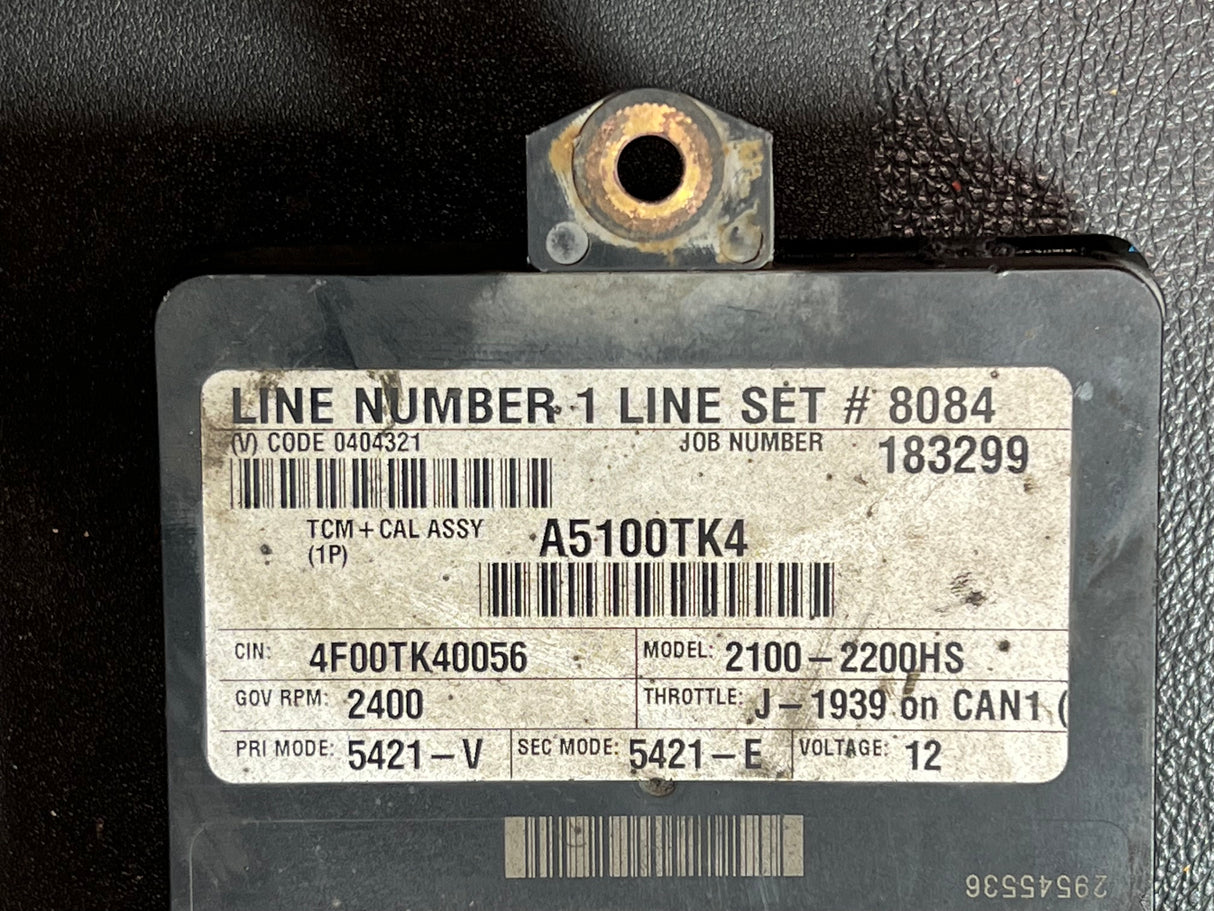 LINE NUMBER 1 LINE SET # 8084
(V) CODE 0404321 JOB NUMBER 183299
TCM + CAL ASSY A5100TK4
(1P)
CIN: 4F00TK40056 MODEL: 2100 – 2200HS
GOV RPM: 2400 THROTTLE: J – 1939 on CAN1 (
PRI MODE: 5421 – V SEC MODE: 5421 – E VOLTAGE: 12
29545536